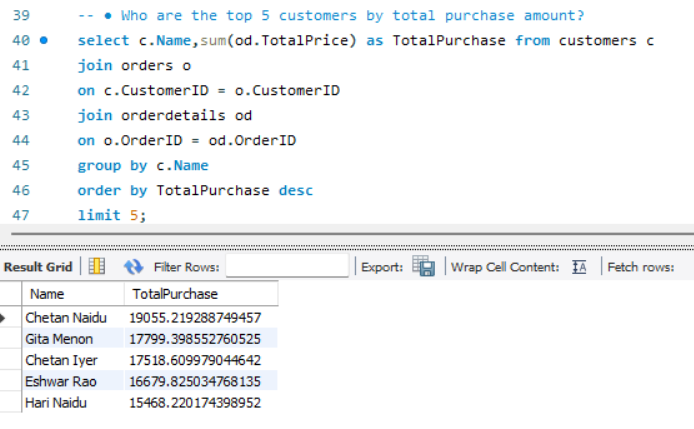 39 -- • Who are the top 5 customers by total purchase amount?
40 select c.Name,sum(od.TotalPrice) as TotalPurchase from customers c
41 join orders o
42 on c.CustomerID = o.CustomerID
43 join orderdetails od
44 on o.OrderID = od.OrderID
45 group by c.Name
46 order by TotalPurchase desc
47 limit 5;
Result Grid Filter Rows: Export: Wrap Cell Content: IA Fetch rows:
Name TotalPurchase
Chetan Naidu 19055.219288749457
Gita Menon 17799.398552760525
Chetan Iyer 17518.609979044642
Eshwar Rao 16679.825034768135
Hari Naidu 15468.220174398952